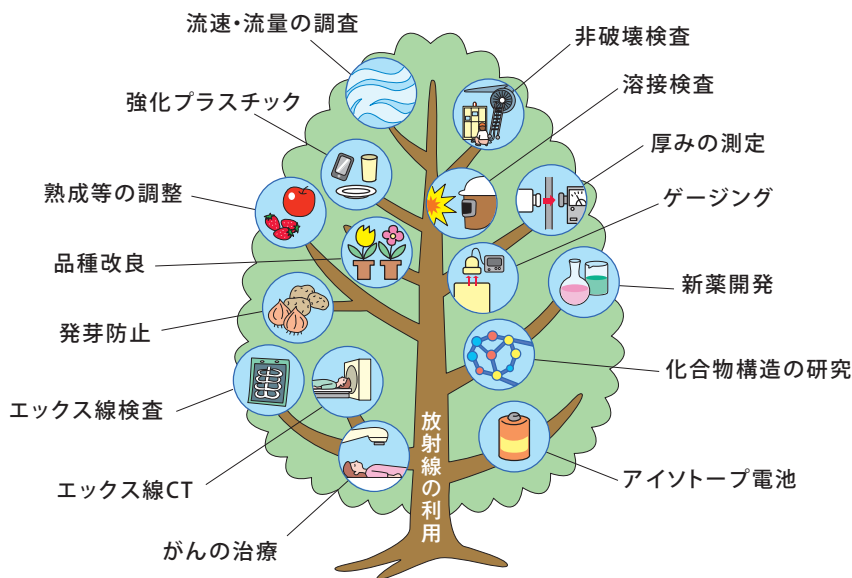 流速・流量の調査
強化プラスチック
熟成等の調整
品種改良
発芽防止
エックス線検査
エックス線CT
がんの治療
非破壊検査
溶接検査
厚みの測定
ゲージング
新薬開発
化合物構造の研究
アイソトープ電池
放射線の利用